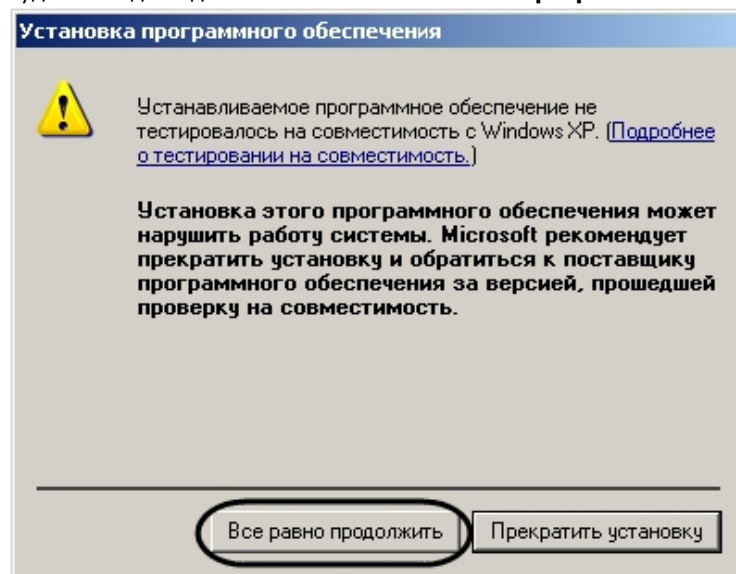 Установка программного обеспечения
Устанавливаемое программное обеспечение не
тестировалось на совместимость с Windows XP. (Подробнее
о тестировании на совместимость.)
Установка этого программного обеспечения может
нарушить работу системы. Microsoft рекомендует
прекратить установку и обратиться к поставщику
программного обеспечения за версией, прошедшей
проверку на совместимость.
Все равно продолжить Прекратить установку